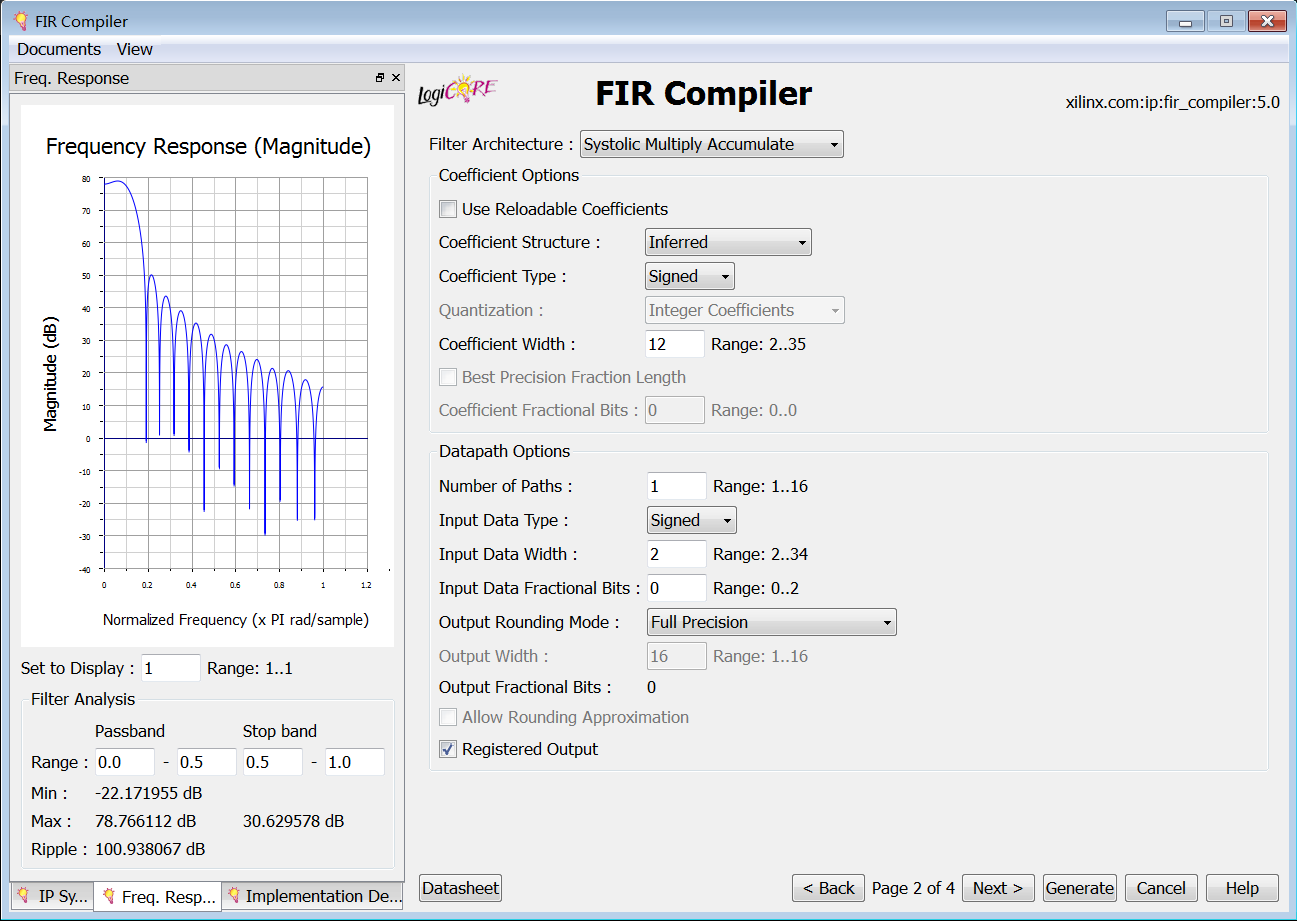 FIR Compiler
Documents View
Freq. Response
Frequency Response (Magnitude)
Magnitude (dB)
80
70
60
50
40
30
20
10
0
-10
-20
-30
-40
0 0.2 0.4 0.6 0.8 1 1.2
Normalized Frequency (x PI rad/sample)
Set to Display : 1 Range: 1..1
Filter Analysis
Passband Stop band
Range : 0.0 - 0.5 0.5 - 1.0
Min : -22.171955 dB
Max : 78.766112 dB 30.629578 dB
Ripple : 100.938067 dB
IP Sy... Freq. Resp... Implementation De...
LogiCORE
FIR Compiler
xilinx.com:ip:fir_compiler:5.0
Filter Architecture : Systolic Multiply Accumulate
Coefficient Options
Use Reloadable Coefficients
Coefficient Structure : Inferred
Coefficient Type : Signed
Quantization : Integer Coefficients
Coefficient Width : 12 Range: 2..35
Best Precision Fraction Length
Coefficient Fractional Bits : 0 Range: 0..0
Datapath Options
Number of Paths : 1 Range: 1..16
Input Data Type : Signed
Input Data Width : 2 Range: 2..34
Input Data Fractional Bits : 0 Range: 0..2
Output Rounding Mode : Full Precision
Output Width : 16 Range: 1..16
Output Fractional Bits : 0
Allow Rounding Approximation
Registered Output
Datasheet < Back Page 2 of 4 Next > Generate Cancel Help